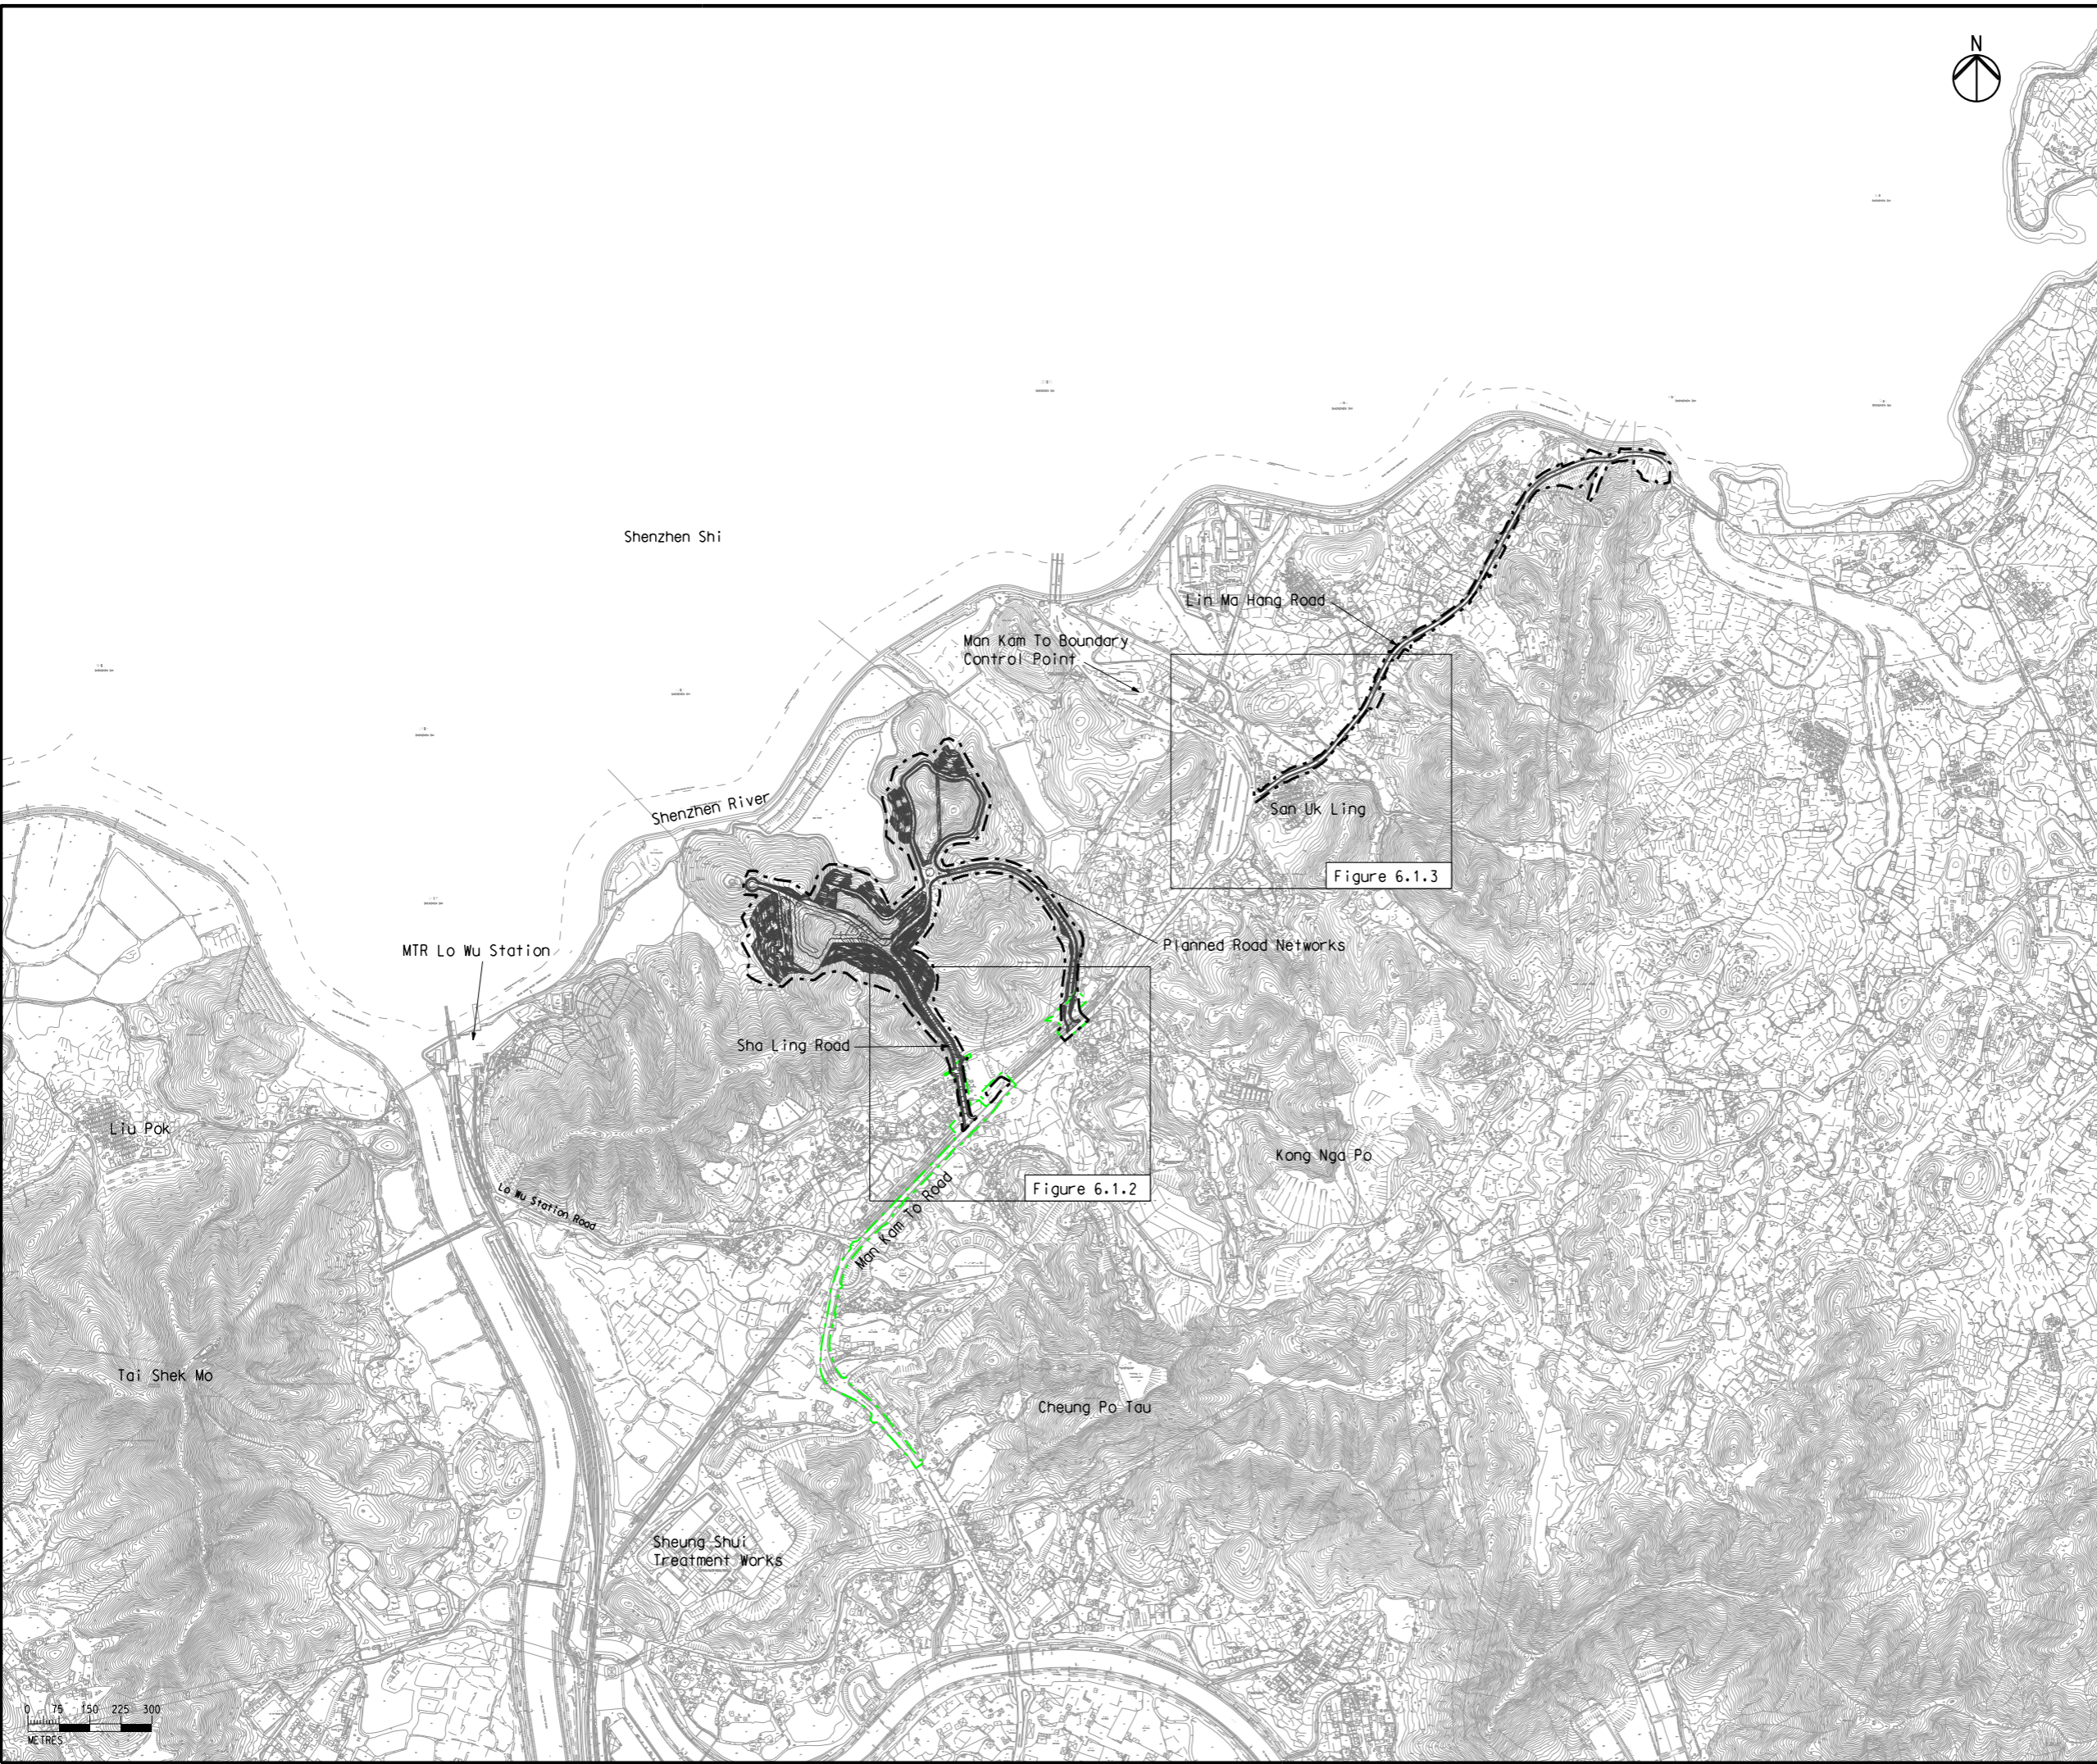 N
Shenzhen Shi
Lin Ma Hang Road
Man Kam To Boundary
Control Point
Shenzhen River
San Uk Ling
Figure 6.1.3
MTR Lo Wu Station
Planned Road Networks
Sha Ling Road
Liu Pok
Kong Nga Po
Figure 6.1.2
Lo Wu Station Road
Man Kam To Road
Tai Shek Mo
Cheung Po Tau
Sheung Shui
Treatment Works
0 75 150 225 300
METRES